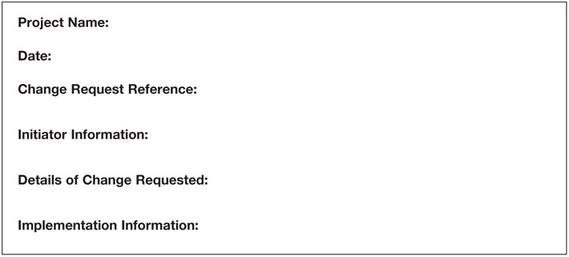 Project Name:
Date:
Change Request Reference:
Initiator Information:
Details of Change Requested:
Implementation Information: